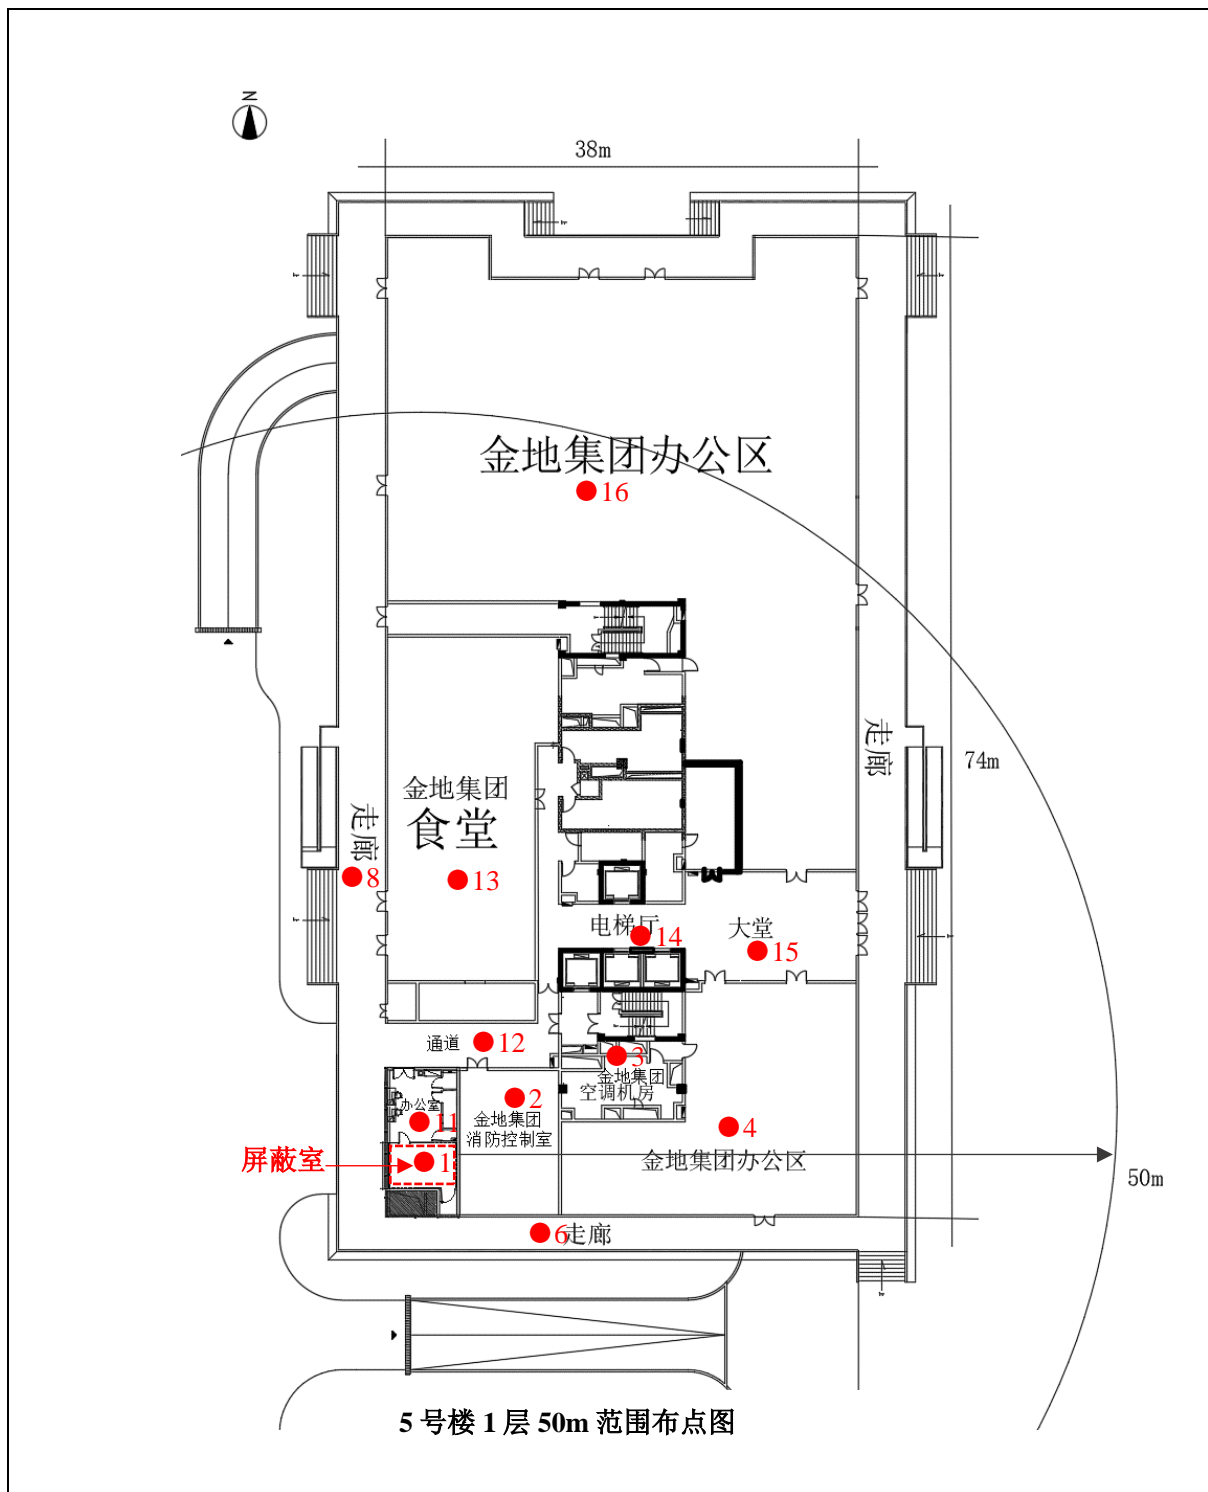 N
38m
金地集团办公区
16
走廊
74m
金地集团
食堂
走廊
8
13
电梯厅
14
大堂
15
通道
12
3
金地集团
空调机房
办公室
11
2
金地集团
消防控制室
4
金地集团办公区
屏蔽室
1
50m
6
走廊
5 号楼 1 层 50m 范围布点图